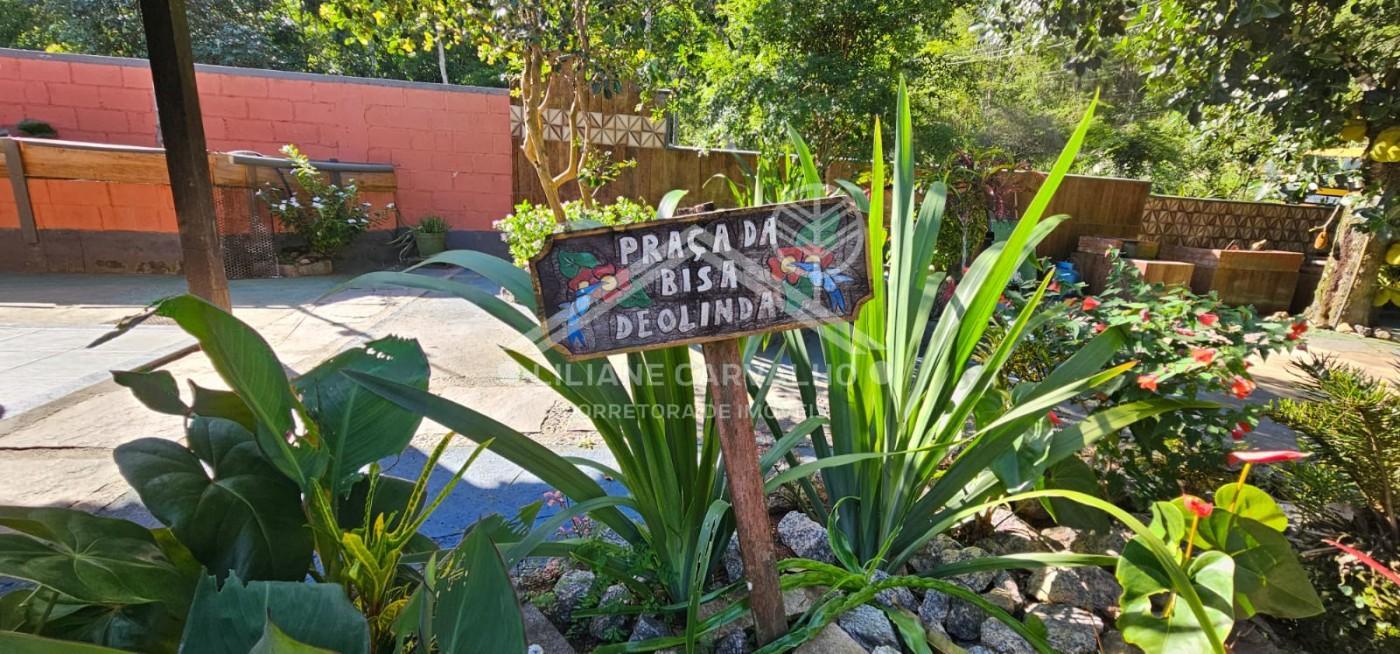 PRAÇA DA
BISA
DEOLINDA
LILIANE CARVALHO
CORRETORA DE IMÓVEIS